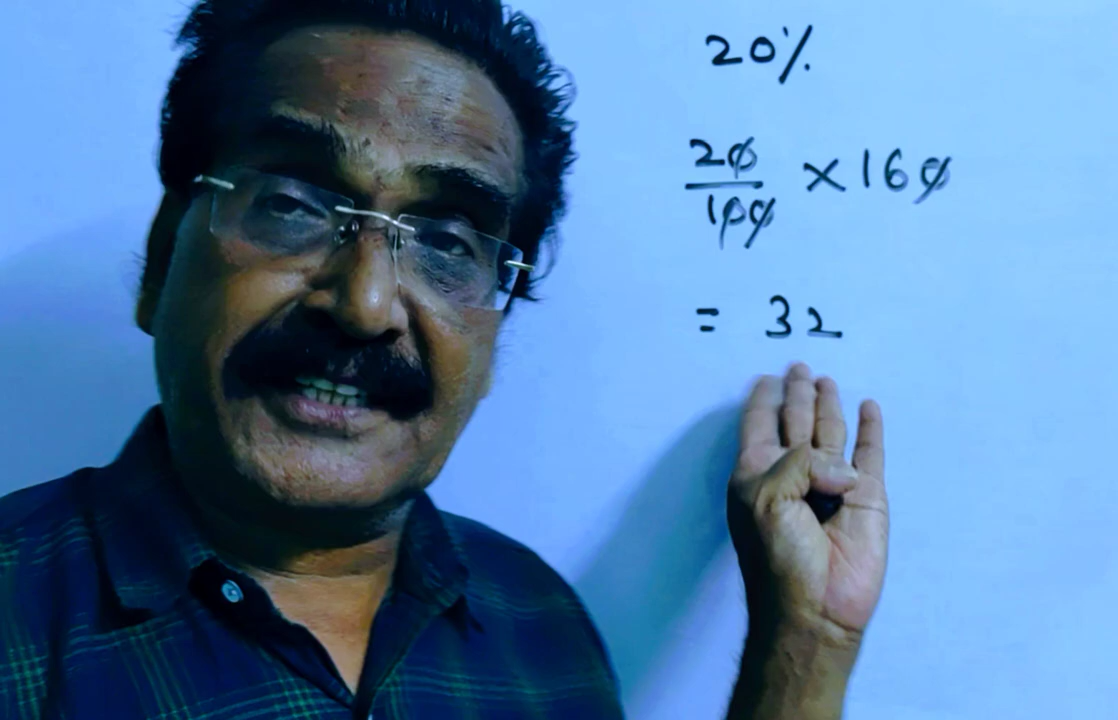 20%
20/100 × 160
= 32